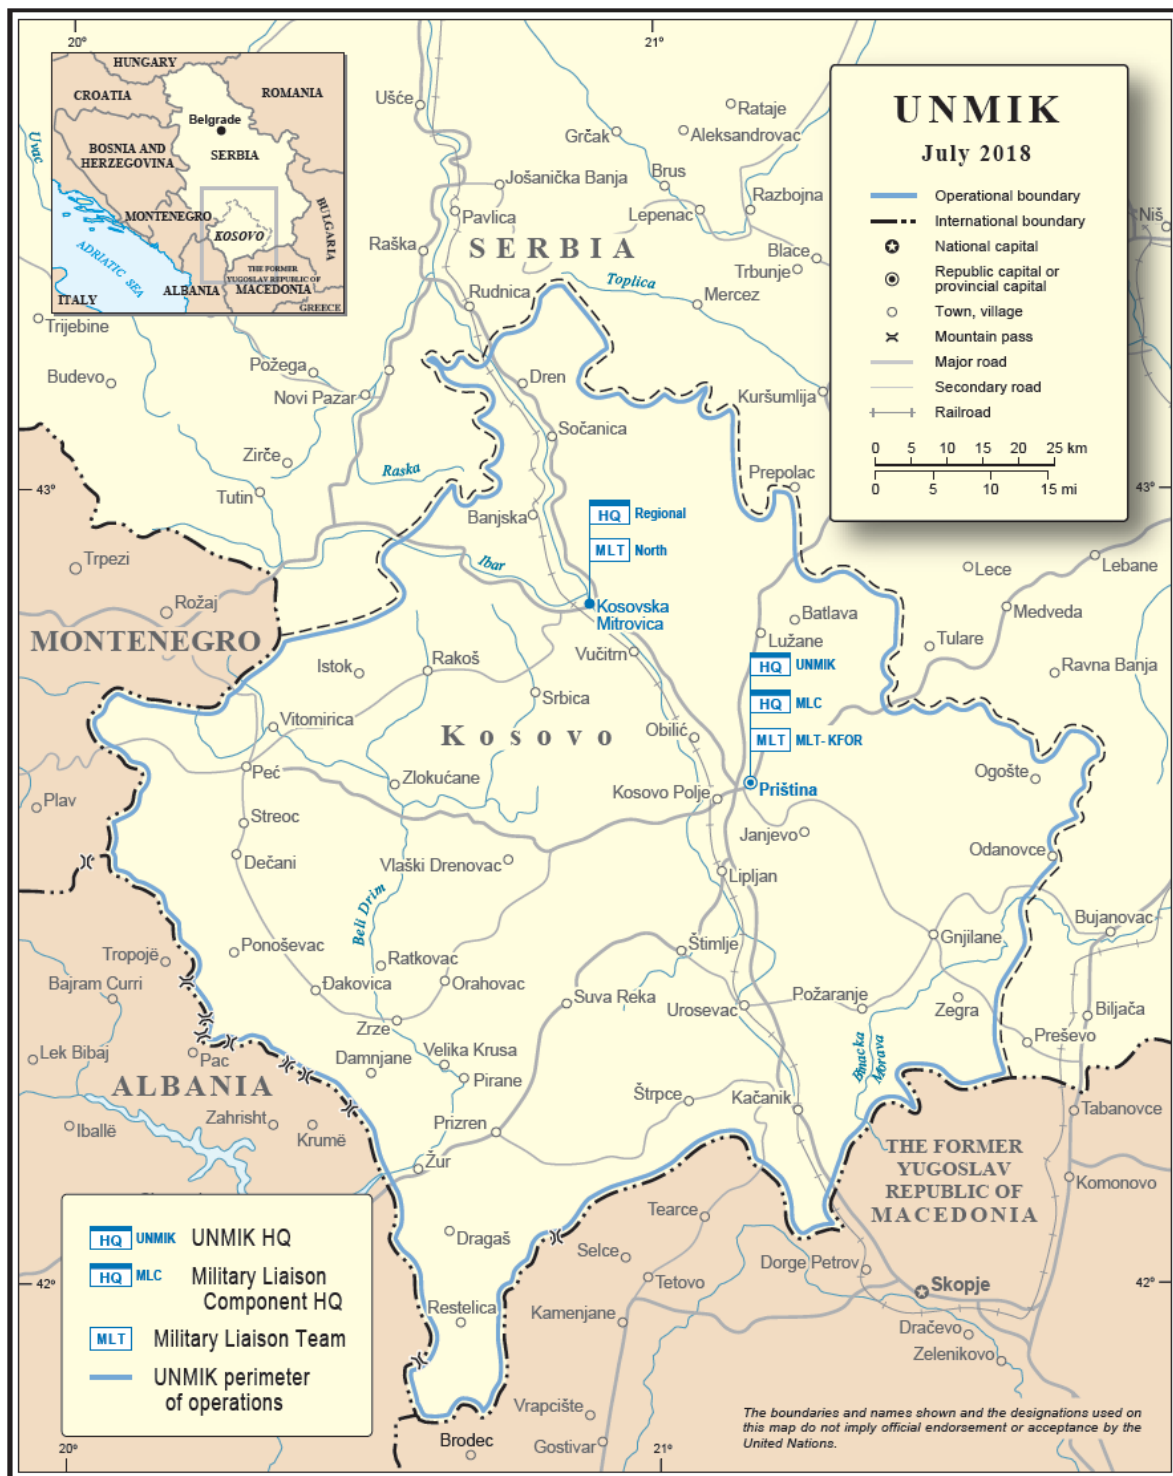 20°
21°
HUNGARY
CROATIA
ROMANIA
Belgrade
BOSNIA AND
HERZEGOVINA
SERBIA
MONTENEGRO
BULGARIA
KOSOVO
ADRIATIC SEA
THE FORMER
YUGOSLAV REPUBLIC OF
MACEDONIA
ALBANIA
ITALY
GREECE
Uvac
UNMIK
July 2018
Operational boundary
International boundary
National capital
Republic capital or
provincial capital
Town, village
Mountain pass
Major road
Secondary road
Railroad
0 5 10 15 20 25 km
0 5 10 15 mi
Ušće
Rataje
Grčak
Aleksandrovac
Jošanička Banja
Brus
Razbojna
Pavlica
Lepenac
Niš
Raška
SERBIA
Blace
Trbunje
Toplica
Rudnica
Mercez
Trijebine
Požega
Budevo
Dren
Novi Pazar
Kuršumlija
Sočanica
Zirče
Raska
Prepolac
43°
Tutin
43°
Banjska
HQ Regional
MLT North
Trpezi
Ibar
Lece
Lebane
Rožaj
Kosovska
Mitrovica
Batlava
Medveda
MONTENEGRO
Lužane
Vučitrn
Tulare
Istok
Rakoš
HQ UNMIK
Ravna Banja
Srbica
HQ MLC
Vitomirica
Kosovo
Obilić
MLT MLT-KFOR
Peć
Zlokućane
Ogošte
Kosovo Polje
Priština
Plav
Streoc
Janjevo
Dečani
Vlaški Drenovac
Odanovce
Lipljan
Beli Drim
Bujanovac
Ponoševac
Štimlje
Gnjilane
Tropojë
Ratkovac
Bajram Curri
Đakovica
Orahovac
Suva Reka
Požaranje
Zegra
Urosevac
Biljača
Zrze
Preševo
Lek Bibaj
Pac
Damnjane
Velika Krusa
Binacka
Morava
ALBANIA
Pirane
Štrpce
Kačanik
Zahrisht
Tabanovce
Iballë
Krumë
Prizren
THE FORMER
YUGOSLAV
REPUBLIC OF
MACEDONIA
Žur
Komonovo
HQ UNMIK UNMIK HQ
HQ MLC Military Liaison
Component HQ
MLT Military Liaison Team
UNMIK perimeter
of operations
Tearce
Dragaš
Selce
Dorge Petrov
42°
Tetovo
Skopje
42°
Restelica
Kamenjane
Dračevo
Zelenikovo
Vrapcište
Brodec
Gostivar
The boundaries and names shown and the designations used on
this map do not imply official endorsement or acceptance by the
United Nations.
20°
21°